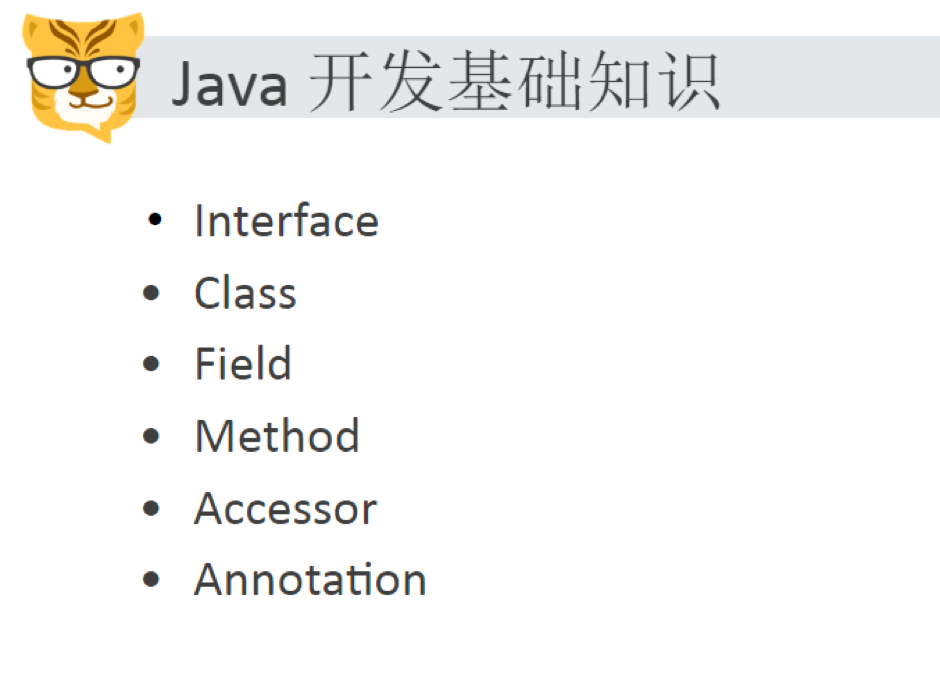 Java 开发基础知识
• Interface
• Class
• Field
• Method
• Accessor
• Annotation